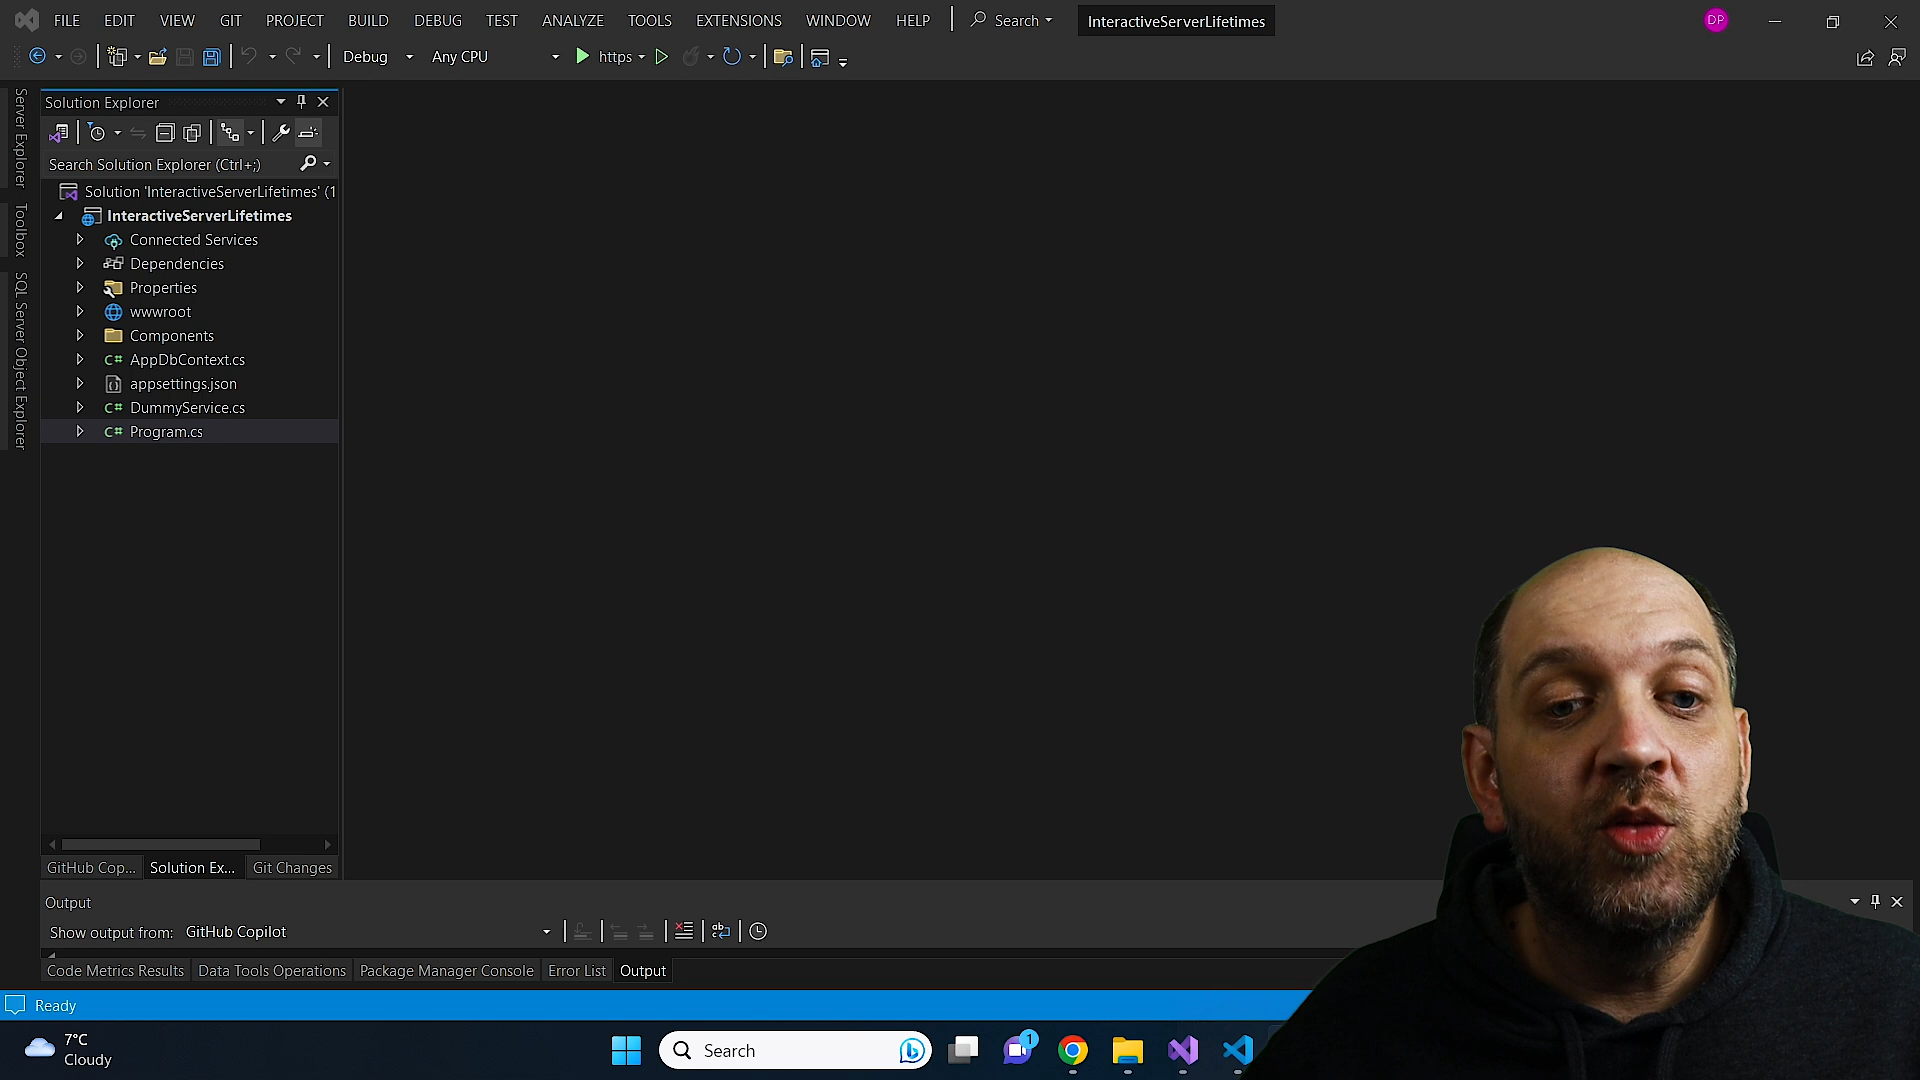 FILE EDIT VIEW GIT PROJECT BUILD DEBUG TEST ANALYZE TOOLS EXTENSIONS WINDOW HELP Search InteractiveServerLifetimes DP
Debug Any CPU https
Server Explorer
Toolbox
SQL Server Object Explorer
Solution Explorer
Search Solution Explorer (Ctrl+;)
Solution 'InteractiveServerLifetimes' (1
InteractiveServerLifetimes
Connected Services
Dependencies
Properties
wwwroot
Components
C# AppDbContext.cs
appsettings.json
C# DummyService.cs
C# Program.cs
GitHub Cop... Solution Ex... Git Changes
Output
Show output from: GitHub Copilot
Code Metrics Results Data Tools Operations Package Manager Console Error List Output
Ready
7°C
Cloudy
Search
1